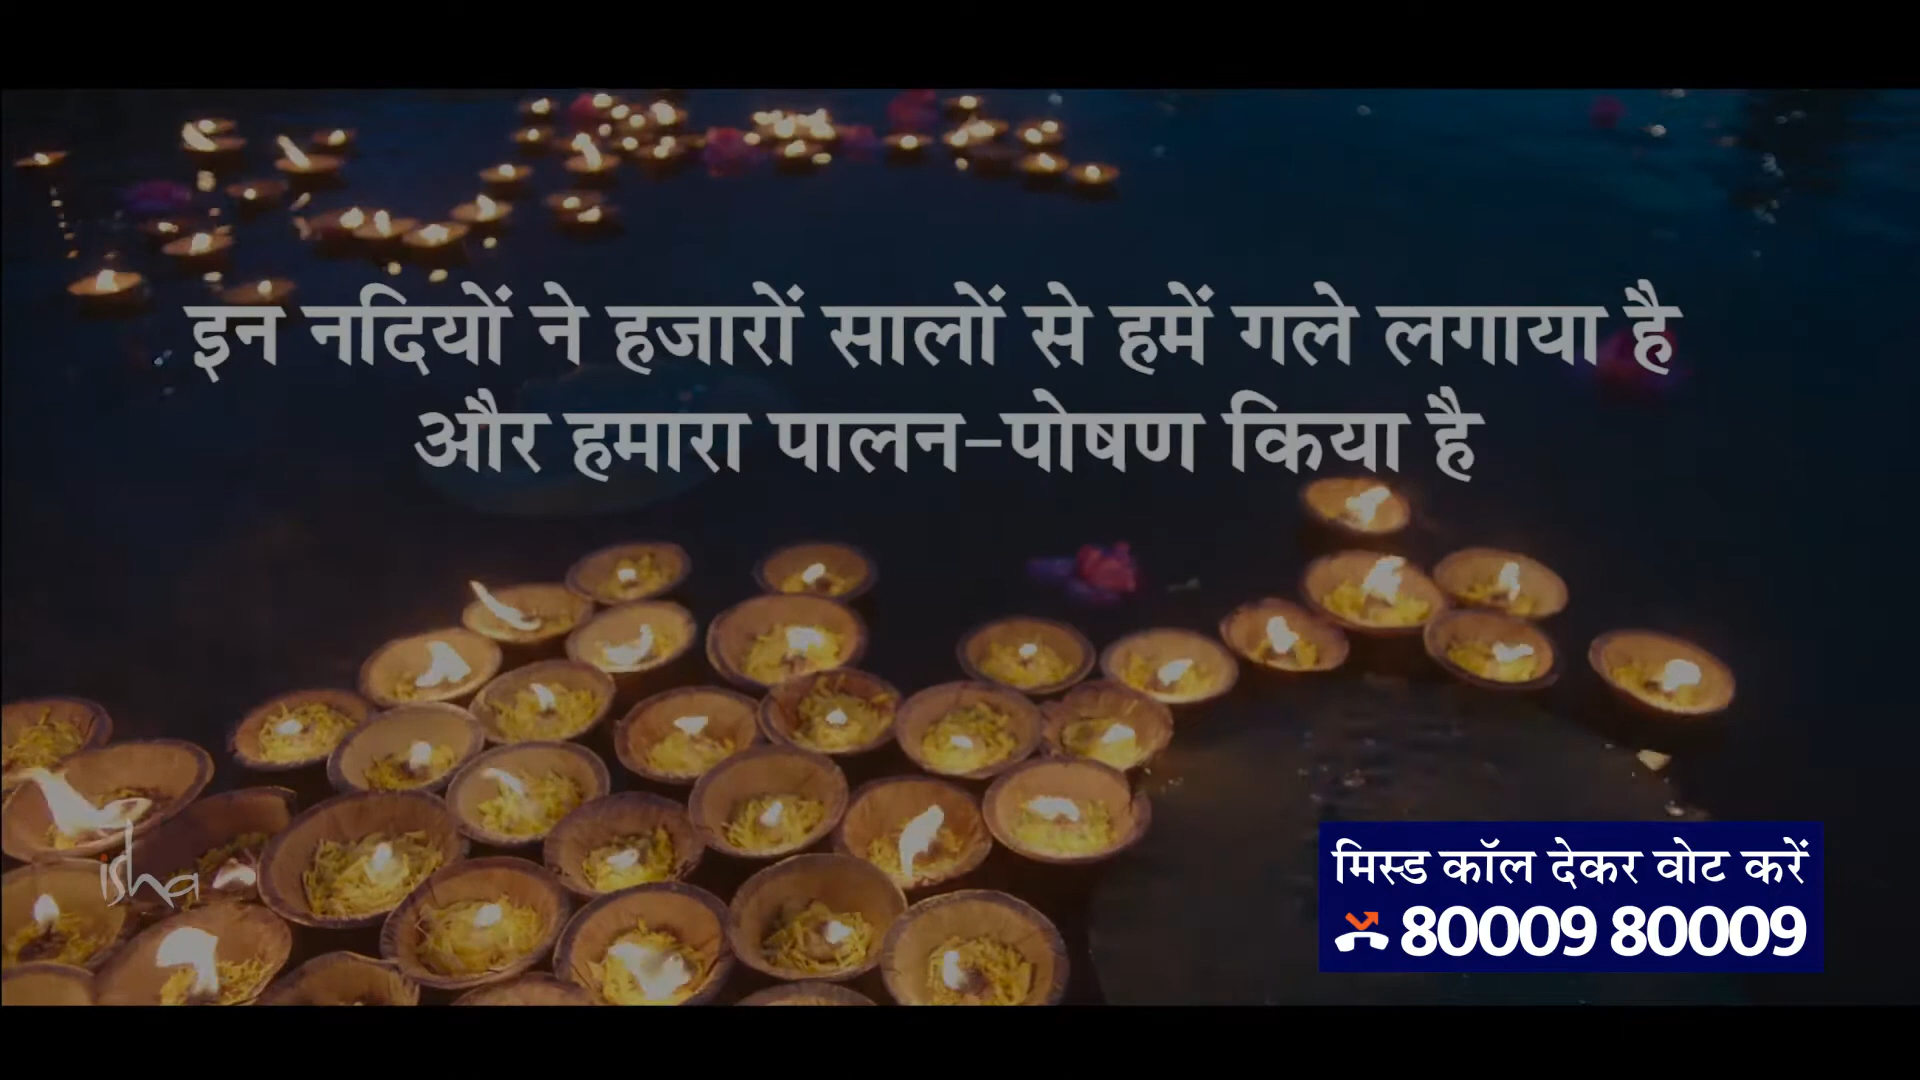 इन नदियों ने हजारों सालों से हमें गले लगाया है
और हमारा पालन-पोषण किया है
isha
मिस्ड कॉल देकर वोट करें
80009 80009